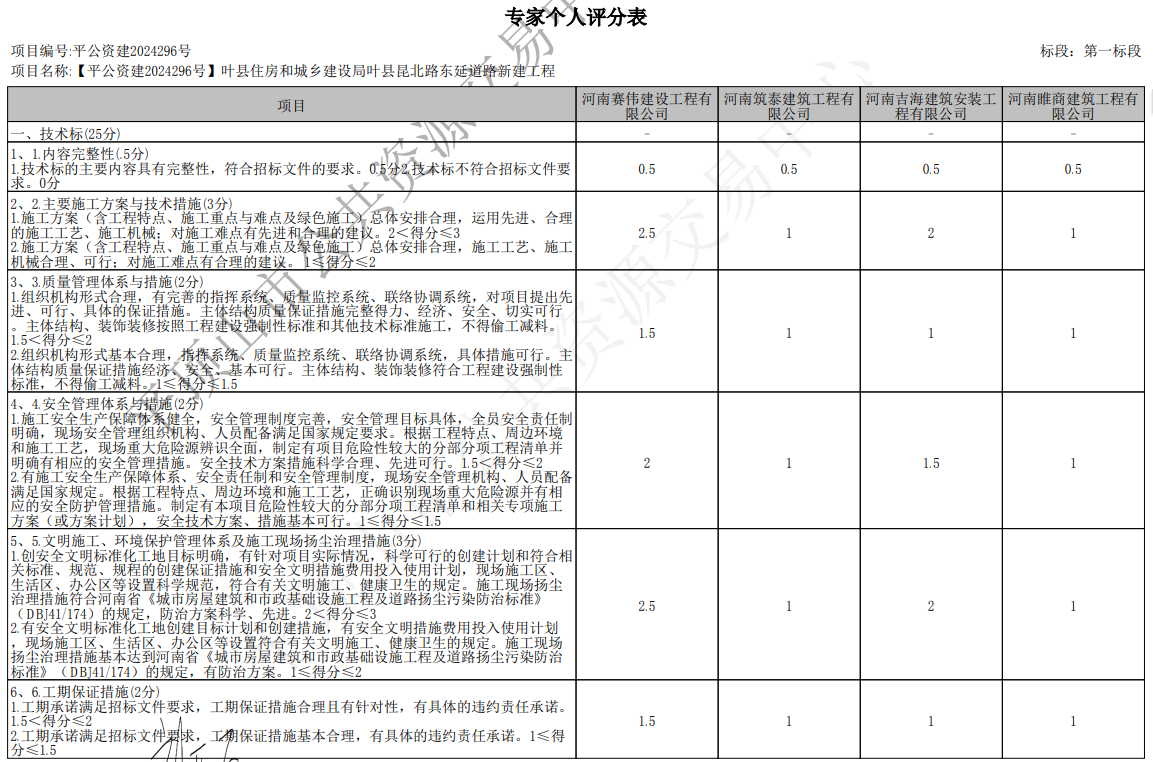 专家个人评分表
项目编号:平公资建2024296号
标段：第一标段
项目名称:【平公资建2024296号】叶县住房和城乡建设局叶县昆北路东延道路新建工程
项目
河南赛伟建设工程有
限公司
河南筑泰建筑工程有
限公司
河南吉海建筑安装工
程有限公司
河南睢商建筑工程有
限公司
一、技术标(25分)
-
-
-
-
1、1.内容完整性(.5分)
1.技术标的主要内容具有完整性，符合招标文件的要求。0.5分2.技术标不符合招标文件要
求。0分
0.5
0.5
0.5
0.5
2、2.主要施工方案与技术措施(3分)
1.施工方案（含工程特点、施工重点与难点及绿色施工）总体安排合理，运用先进、合理
的施工工艺、施工机械；对施工难点有先进和合理的建议。2<得分≤3
2.施工方案（含工程特点、施工重点与难点及绿色施工）总体安排合理，施工工艺、施工
机械合理、可行；对施工难点有合理的建议。 1≤得分≤2
2.5
1
2
1
3、3.质量管理体系与措施(2分)
1.组织机构形式合理，有完善的指挥系统、质量监控系统、联络协调系统，对项目提出先
进、可行、具体的保证措施。主体结构质量保证措施完整得力、经济、安全、切实可行
。主体结构、装饰装修按照工程建设强制性标准和其他技术标准施工，不得偷工减料。
1.5<得分≤2
2.组织机构形式基本合理，指挥系统、质量监控系统、联络协调系统，具体措施可行。主
体结构质量保证措施经济、安全、基本可行。主体结构、装饰装修符合工程建设强制性
标准，不得偷工减料。1≤得分≤1.5
1.5
1
1
1
4、4.安全管理体系与措施(2分)
1.施工安全生产保障体系健全，安全管理制度完善，安全管理目标具体，全员安全责任制
明确，现场安全管理组织机构、人员配备满足国家规定要求。根据工程特点、周边环境
和施工工艺，现场重大危险源辨识全面，制定有项目危险性较大的分部分项工程清单并
明确有相应的安全管理措施。安全技术方案措施科学合理、先进可行。1.5<得分≤2
2.有施工安全生产保障体系、安全责任制和安全管理制度，现场安全管理机构、人员配备
满足国家规定。根据工程特点、周边环境和施工工艺，正确识别现场重大危险源并有相
应的安全防护管理措施。制定有本项目危险性较大的分部分项工程清单和相关专项施工
方案（或方案计划），安全技术方案、措施基本可行。1≤得分≤1.5
2
1
1.5
1
5、5.文明施工、环境保护管理体系及施工现场扬尘治理措施(3分)
1.创安全文明标准化工地目标明确，有针对项目实际情况，科学可行的创建计划和符合相
关标准、规范、规程的创建保证措施和安全文明措施费用投入使用计划，现场施工区、
生活区、办公区等设置科学规范，符合有关文明施工、健康卫生的规定。施工现场扬尘
治理措施符合河南省《城市房屋建筑和市政基础设施工程及道路扬尘污染防治标准》
（DBJ41/174）的规定，防治方案科学、先进。2<得分≤3
2.有安全文明标准化工地创建目标计划和创建措施，有安全文明措施费用投入使用计划
，现场施工区、生活区、办公区等设置符合有关文明施工、健康卫生的规定。施工现场
扬尘治理措施基本达到河南省《城市房屋建筑和市政基础设施工程及道路扬尘污染防治
标准》（DBJ41/174）的规定，有防治方案。1≤得分≤2
2.5
1
2
1
6、6.工期保证措施(2分)
1.工期承诺满足招标文件要求，工期保证措施合理且有针对性，有具体的违约责任承诺。
1.5<得分≤2
2.工期承诺满足招标文件要求，工期保证措施基本合理，有具体的违约责任承诺。1≤得
分≤1.5
1.5
1
1
1
平顶山市公共资源交易中
共资源交易中心